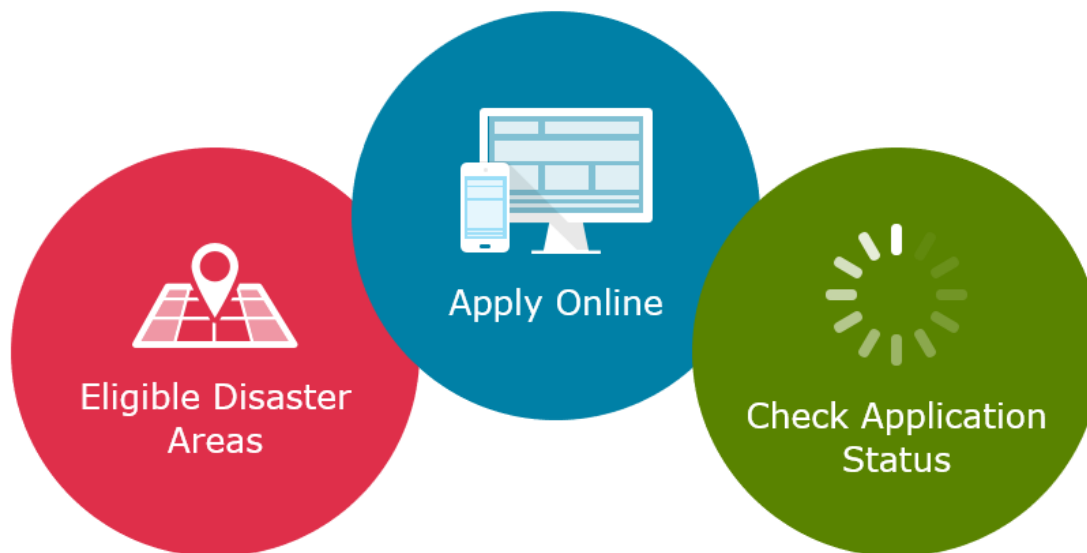 Eligible Disaster
Areas
Apply Online
Check Application
Status